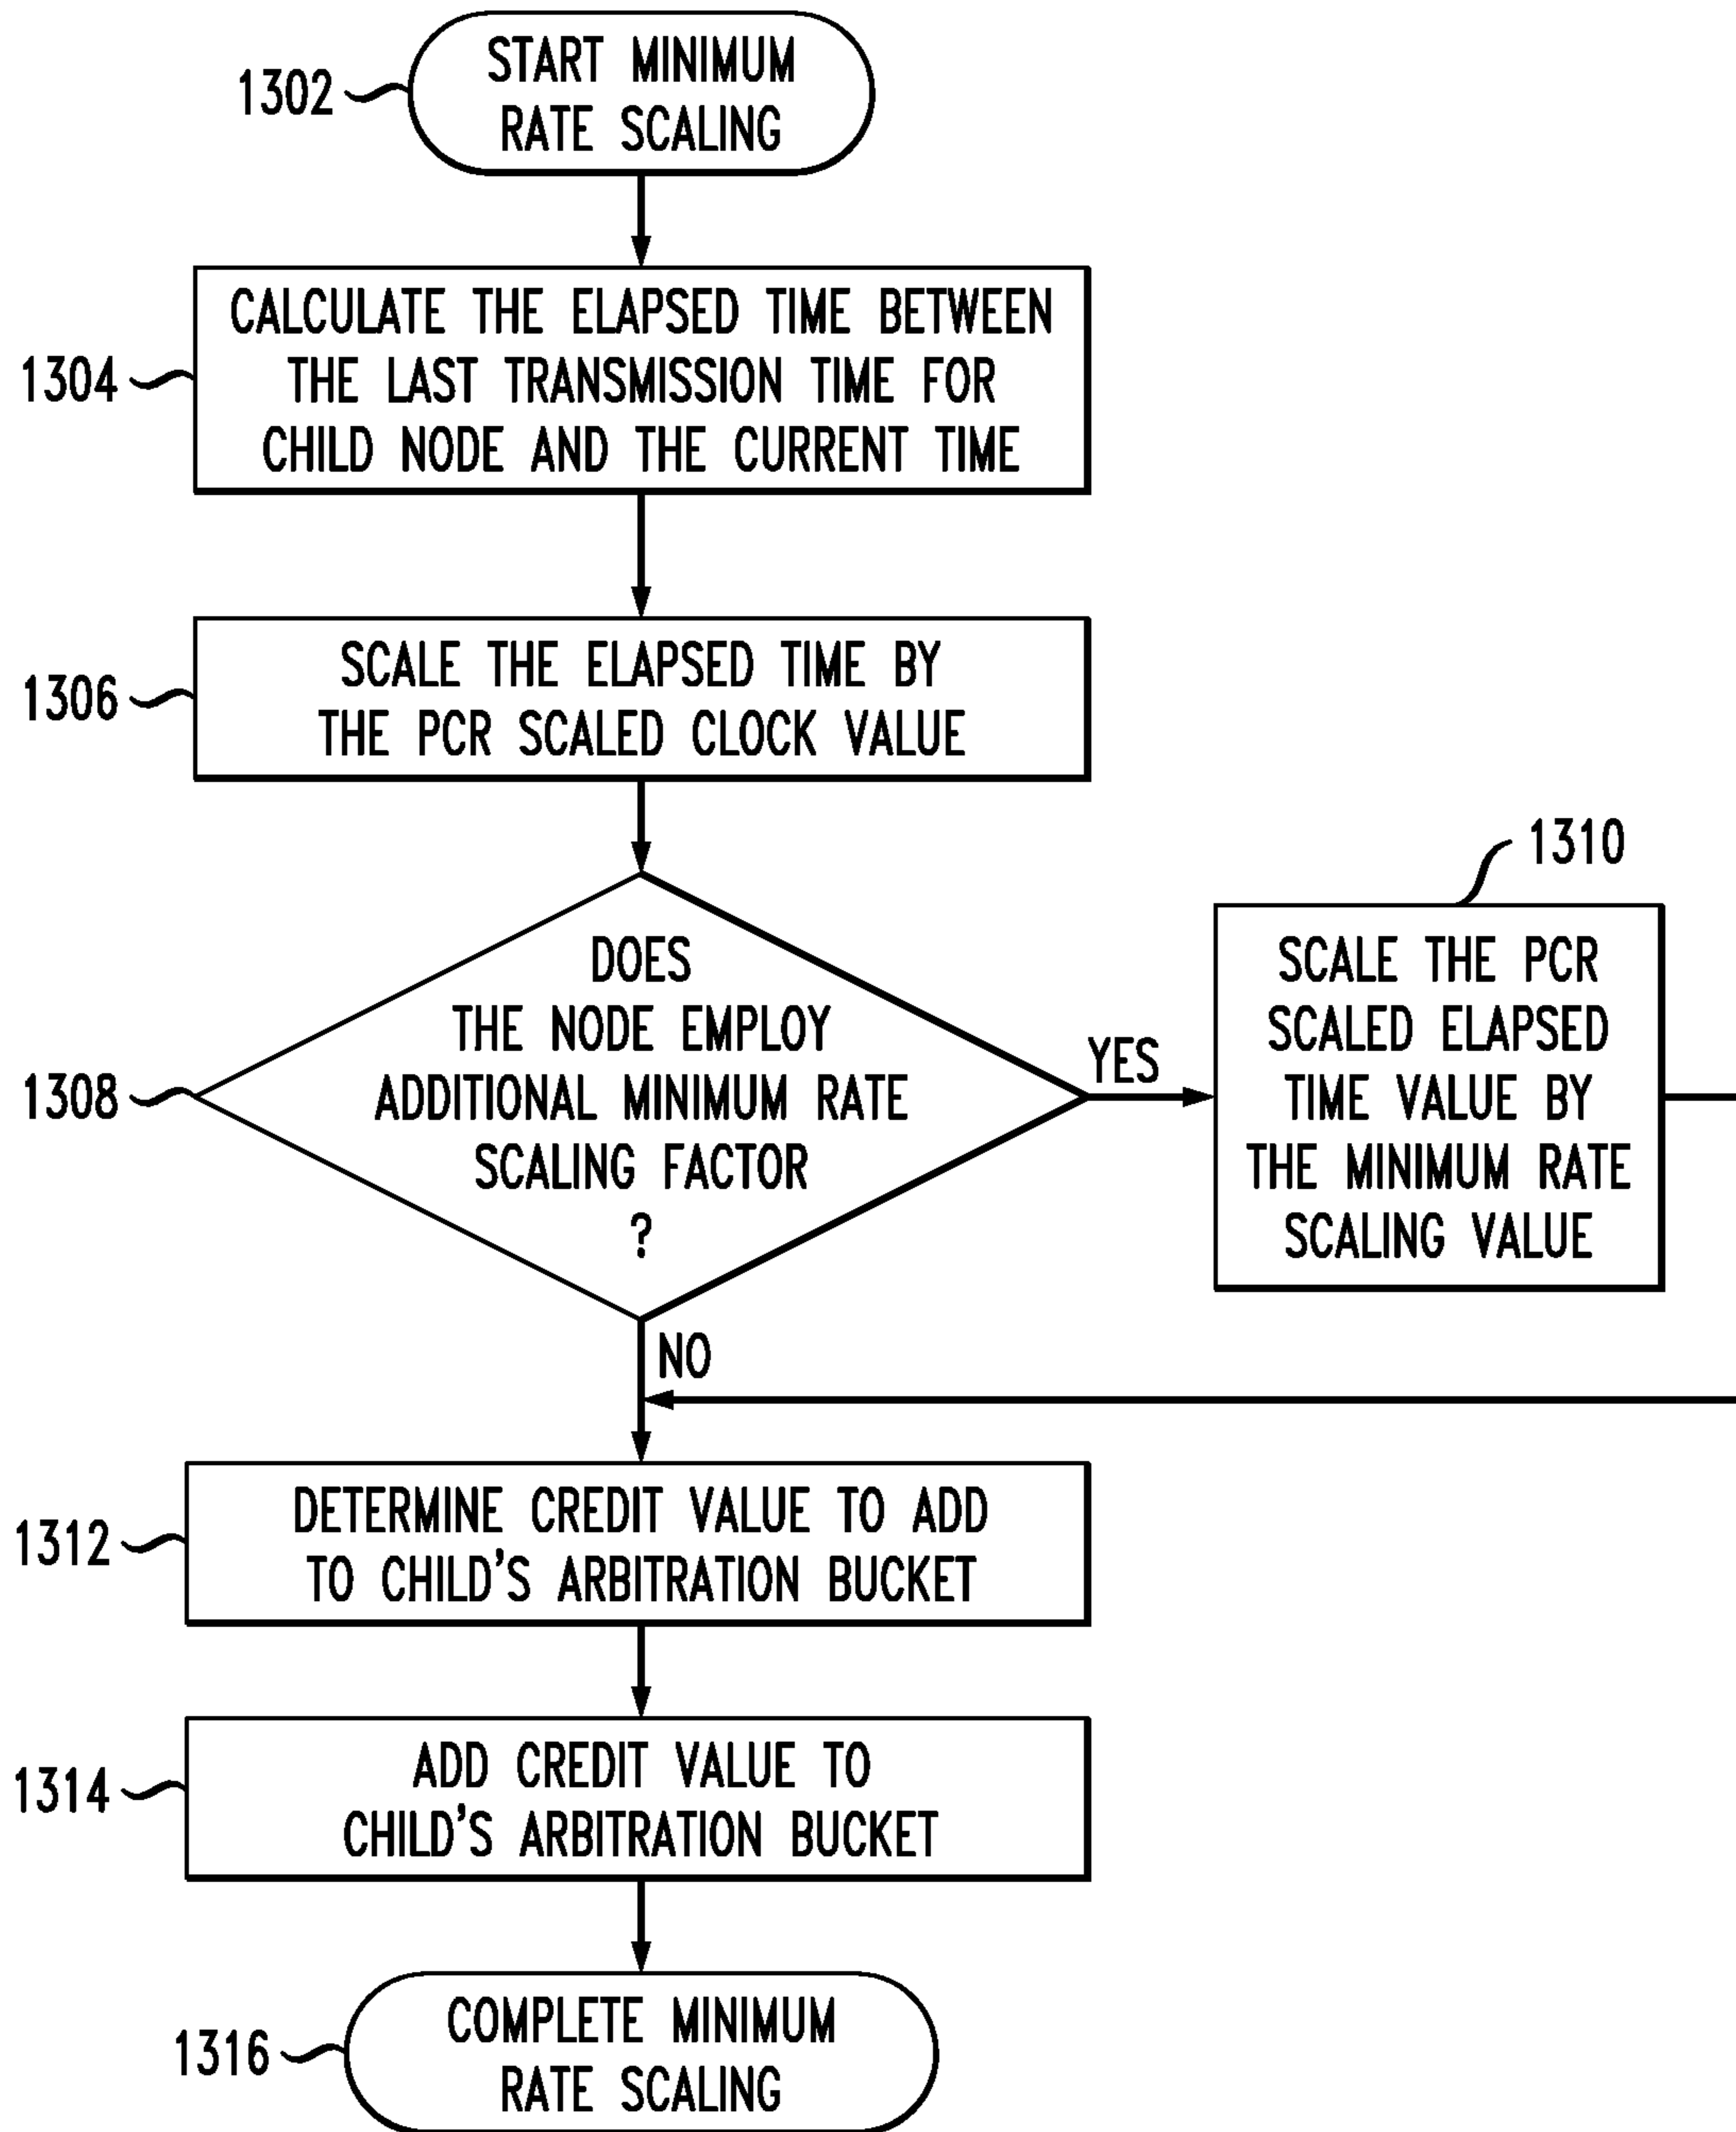 1302
START MINIMUM
RATE SCALING
1304
CALCULATE THE ELAPSED TIME BETWEEN
THE LAST TRANSMISSION TIME FOR
CHILD NODE AND THE CURRENT TIME
1306
SCALE THE ELAPSED TIME BY
THE PCR SCALED CLOCK VALUE
1308
DOES
THE NODE EMPLOY
ADDITIONAL MINIMUM RATE
SCALING FACTOR
?
YES
1310
SCALE THE PCR
SCALED ELAPSED
TIME VALUE BY
THE MINIMUM RATE
SCALING VALUE
NO
1312
DETERMINE CREDIT VALUE TO ADD
TO CHILD'S ARBITRATION BUCKET
1314
ADD CREDIT VALUE TO
CHILD'S ARBITRATION BUCKET
1316
COMPLETE MINIMUM
RATE SCALING